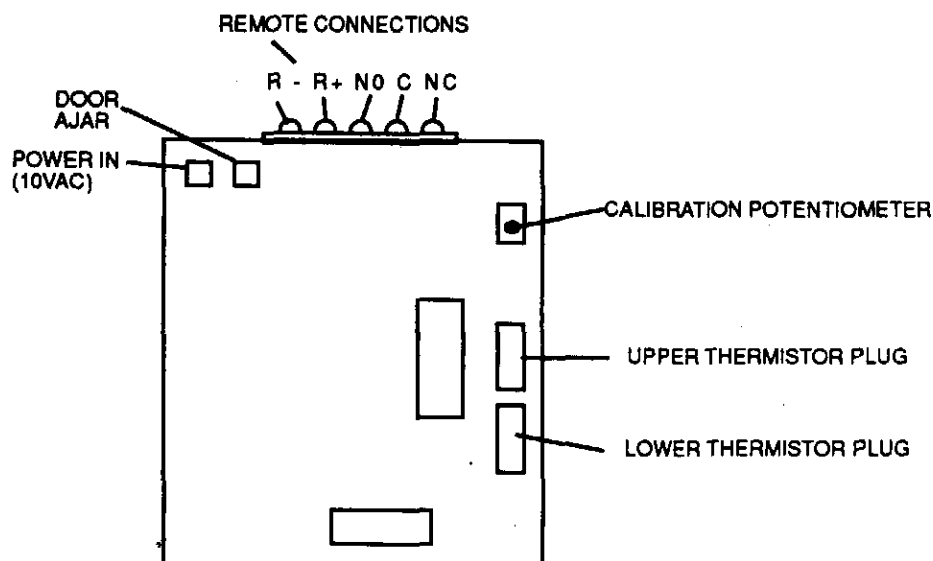 REMOTE CONNECTIONS
R - R+ NO C NC
DOOR
AJAR
POWER IN
(10VAC)
CALIBRATION POTENTIOMETER
UPPER THERMISTOR PLUG
LOWER THERMISTOR PLUG